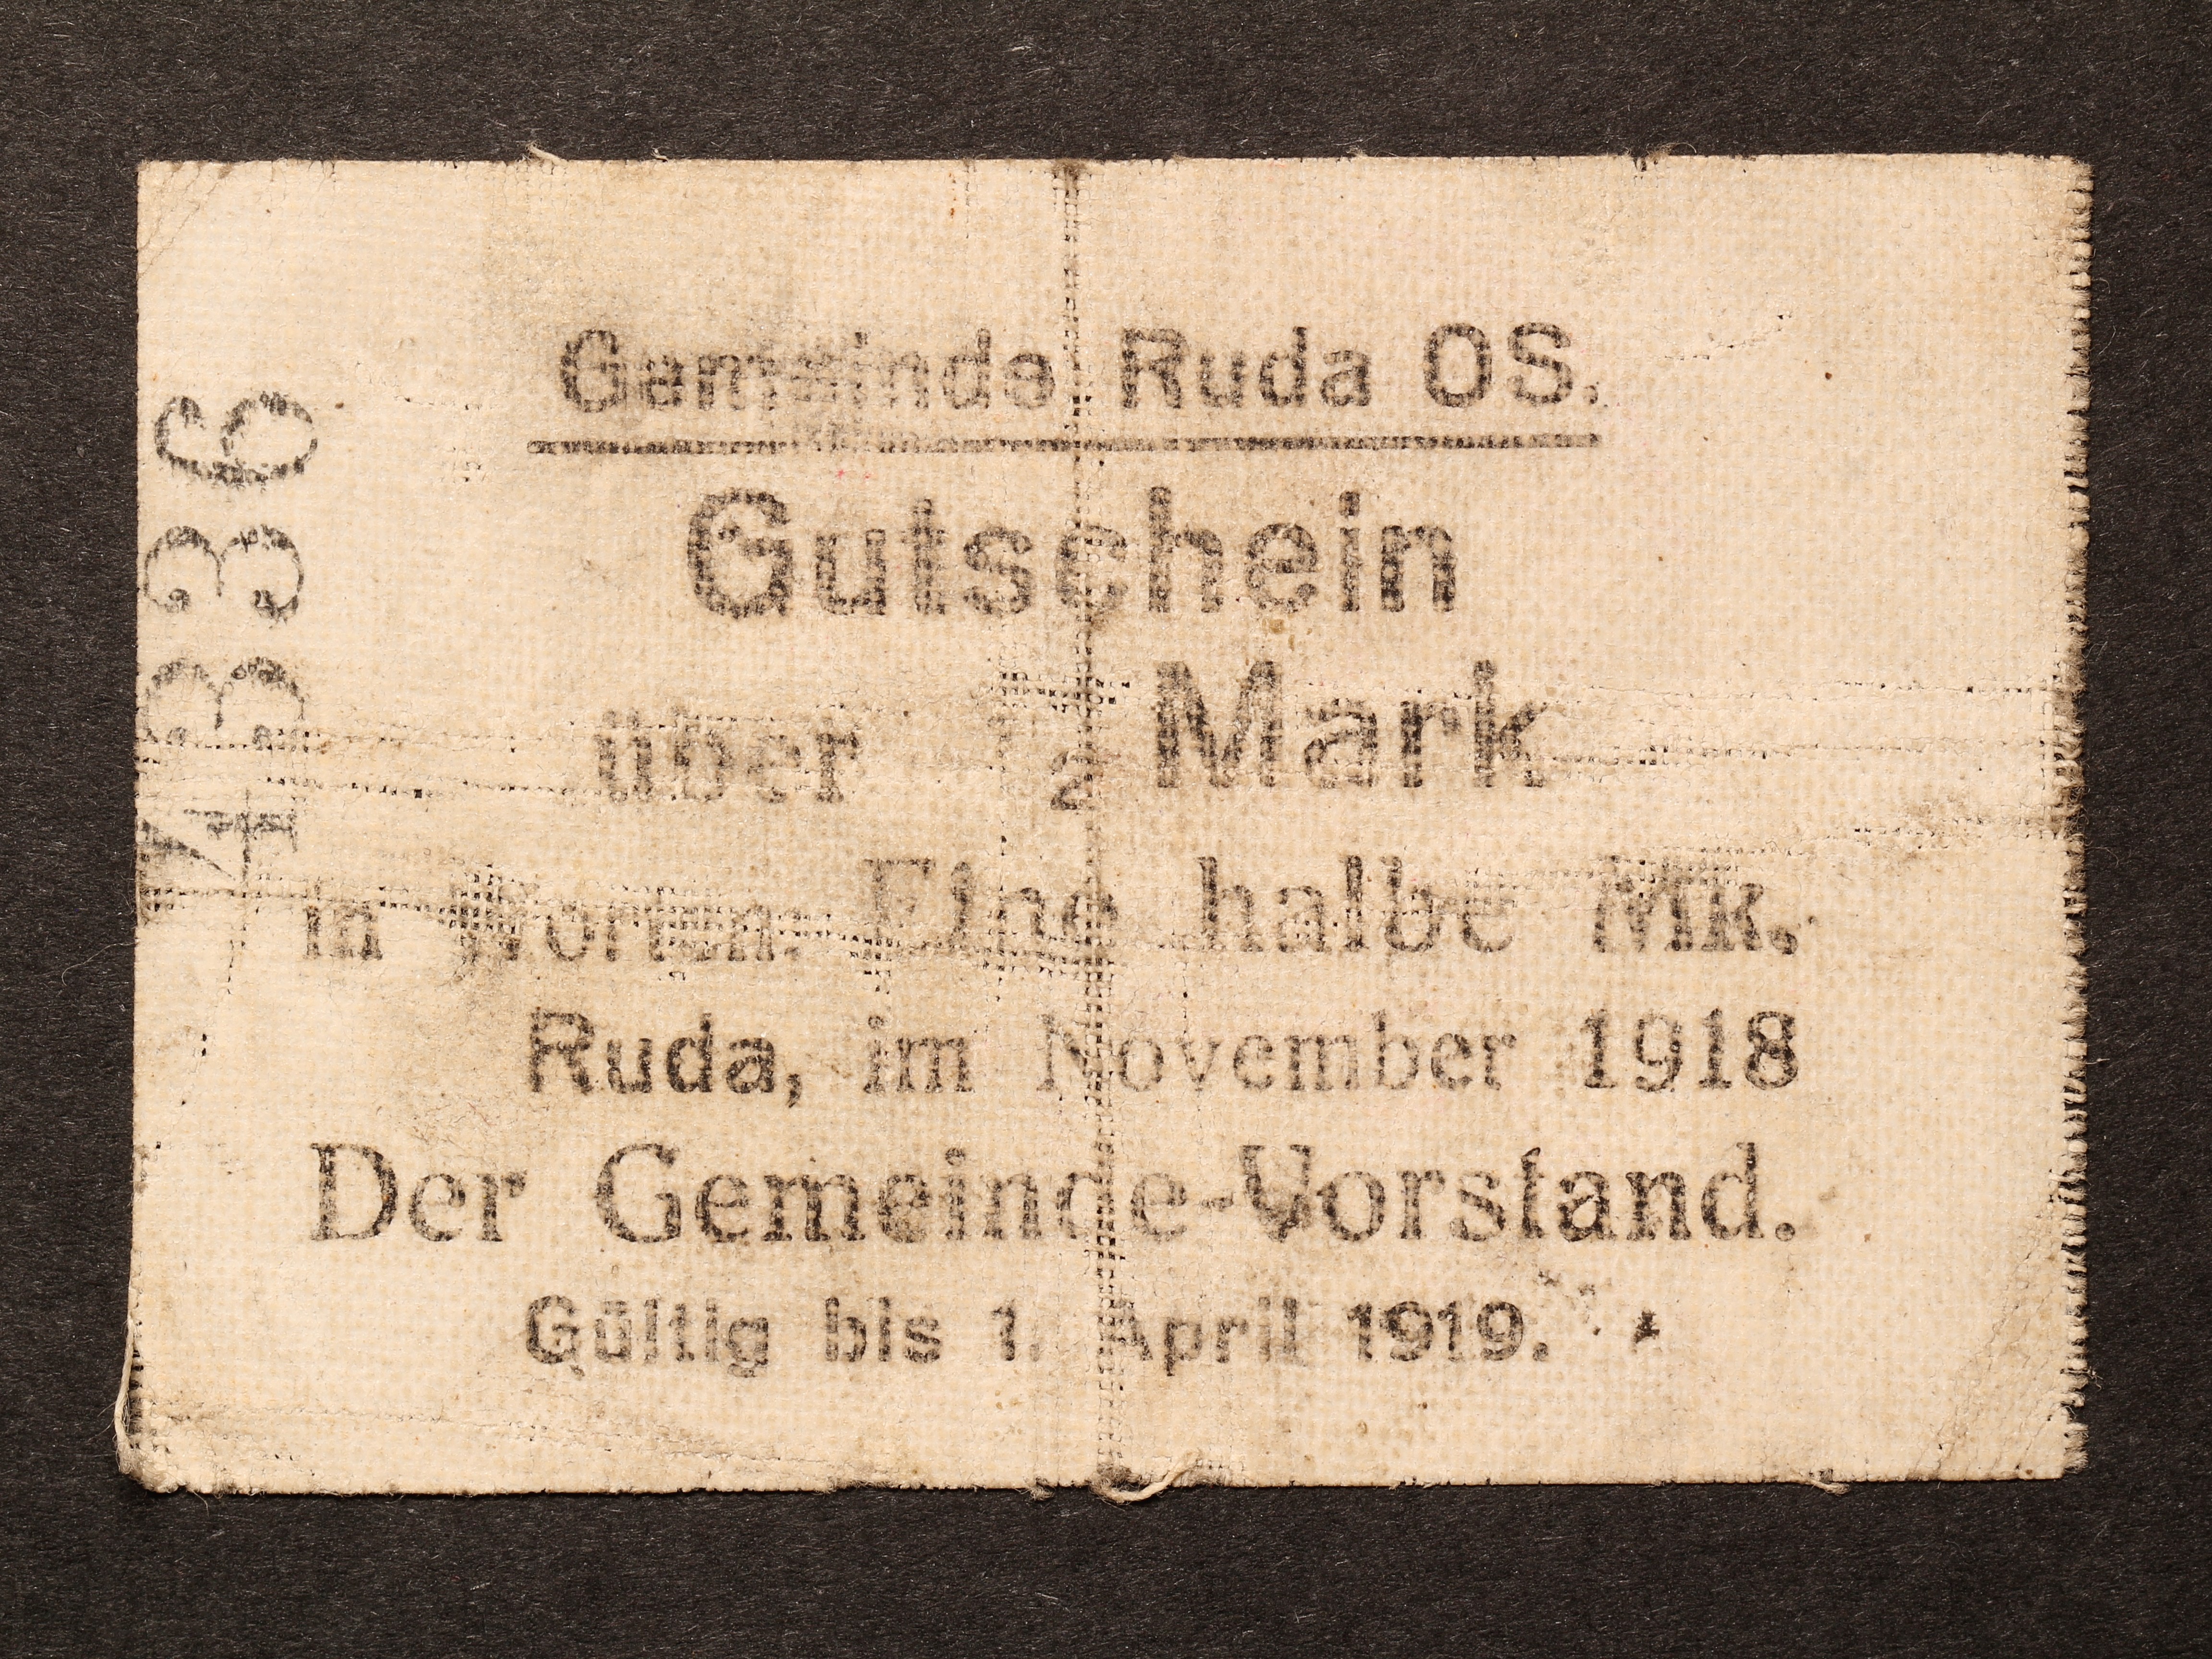 4336
Gemeinde Ruda OS.
Gutschein
über ½ Mark
in Worten: Eine halbe Mk.
Ruda, im November 1918
Der Gemeinde-Vorstand.
Gültig bis 1. April 1919.